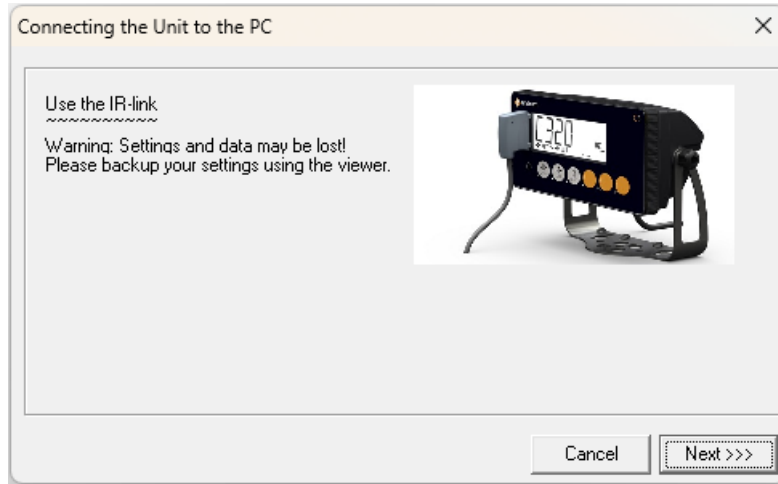 Connecting the Unit to the PC
Use the IR-link
~~~~~~~~~~
Warning: Settings and data may be lost!
Please backup your settings using the viewer.
C320
Cancel
Next >>>